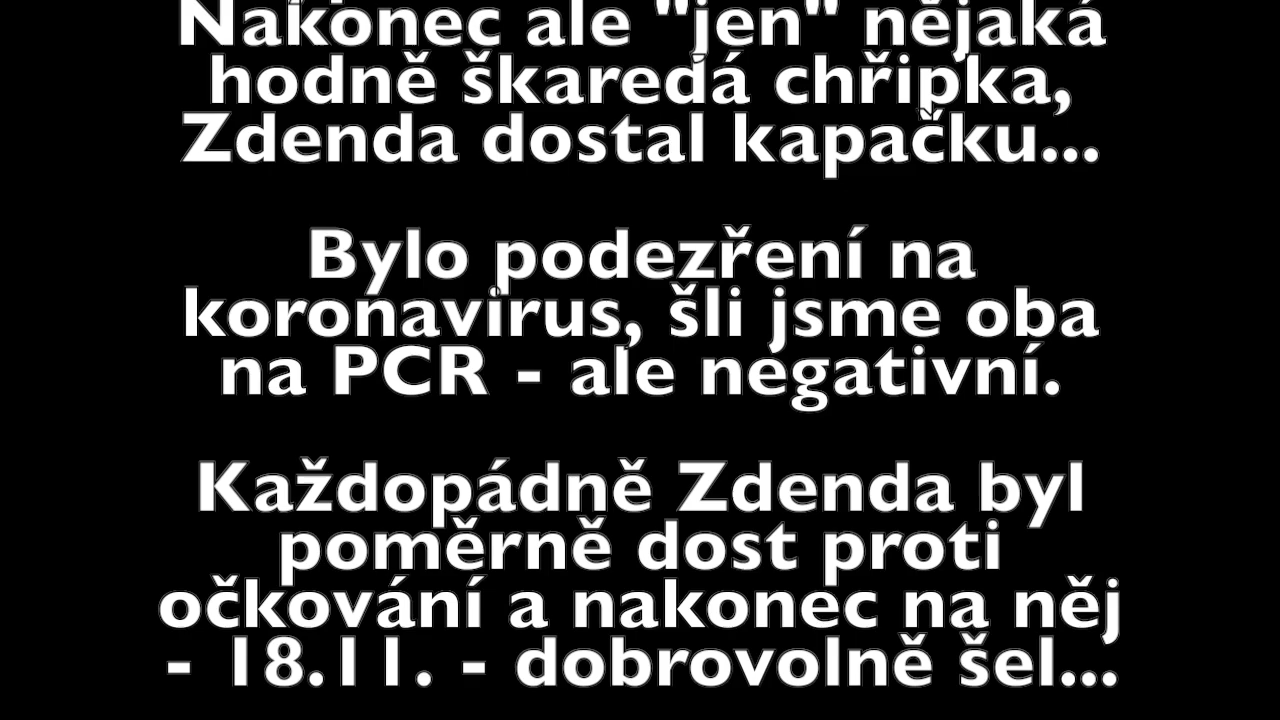 Nakonec ale "jen" nějaká
hodně škaredá chřipka,
Zdenda dostal kapačku...
Bylo podezření na
koronavirus, šli jsme oba
na PCR - ale negativní.
Každopádně Zdenda byl
poměrně dost proti
očkování a nakonec na něj
- 18.11. - dobrovolně šel...